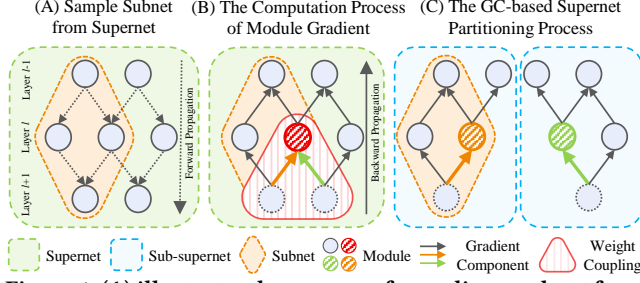 (A) Sample Subnet
from Supernet
(B) The Computation Process
of Module Gradient
(C) The GC-based Supernet
Partitioning Process
Layer l-1
Layer l
Layer l+1
Forward Propagation
Backward Propagation
Supernet
Sub-supernet
Subnet
Module
Gradient
Component
Weight
Coupling